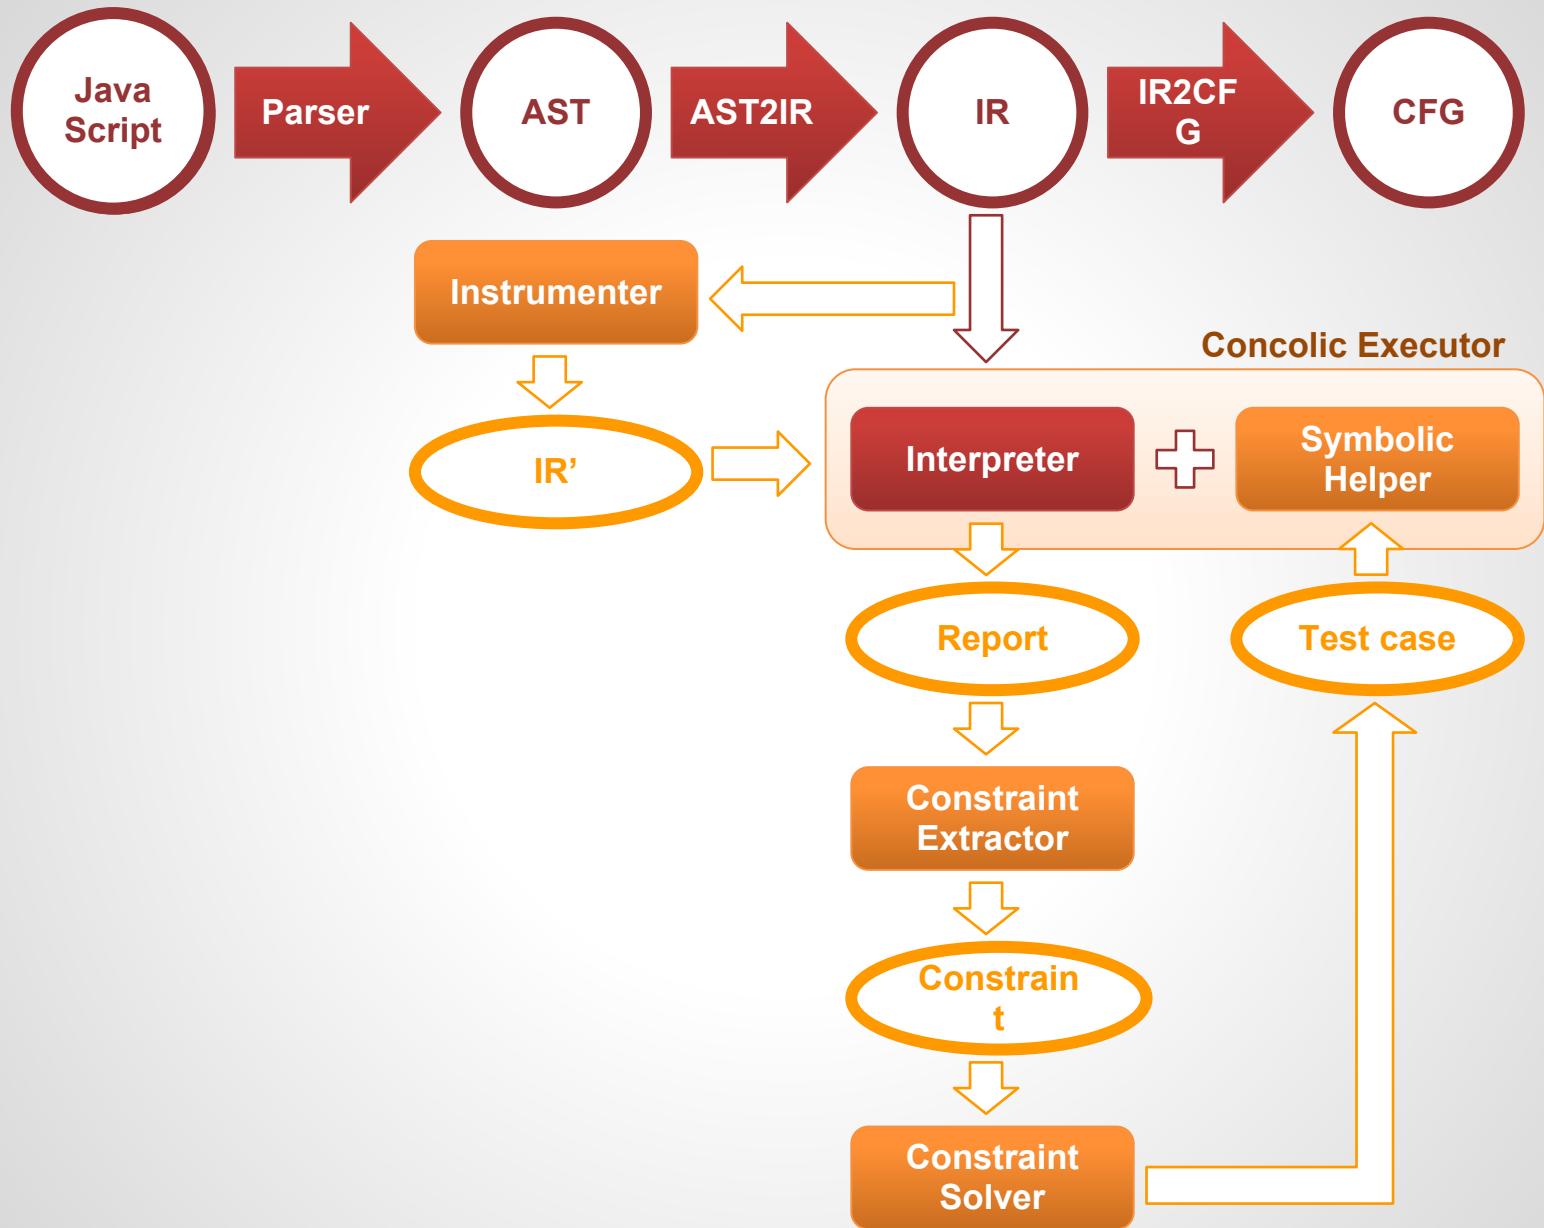 Java
Script
Parser
AST
AST2IR
IR
IR2CF
G
CFG
Instrumenter
Concolic Executor
IR’
Interpreter
Symbolic
Helper
Report
Test case
Constraint
Extractor
Constrain
t
Constraint
Solver